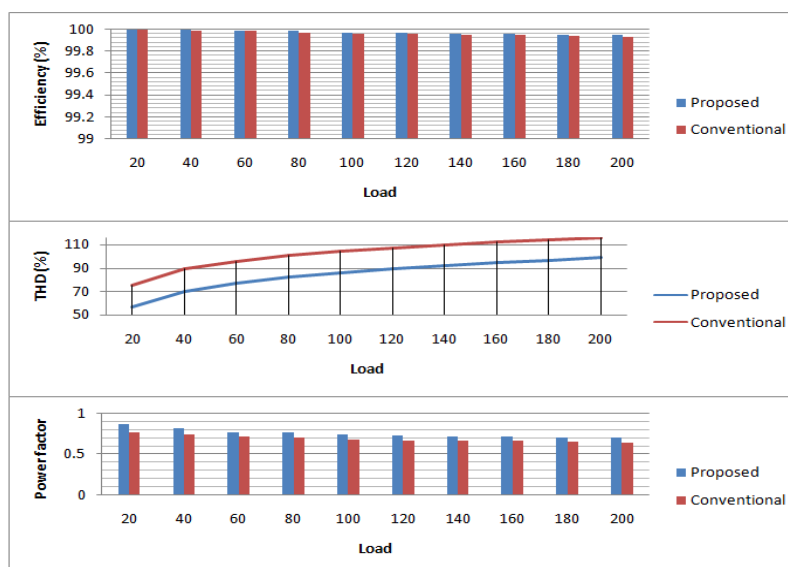 Efficiency (%)
100
99.8
99.6
99.4
99.2
99
20 40 60 80 100 120 140 160 180 200
Load
Proposed
Conventional
THD (%)
110
90
70
50
20 40 60 80 100 120 140 160 180 200
Load
Proposed
Conventional
Power factor
1
0.5
0
20 40 60 80 100 120 140 160 180 200
Load
Proposed
Conventional